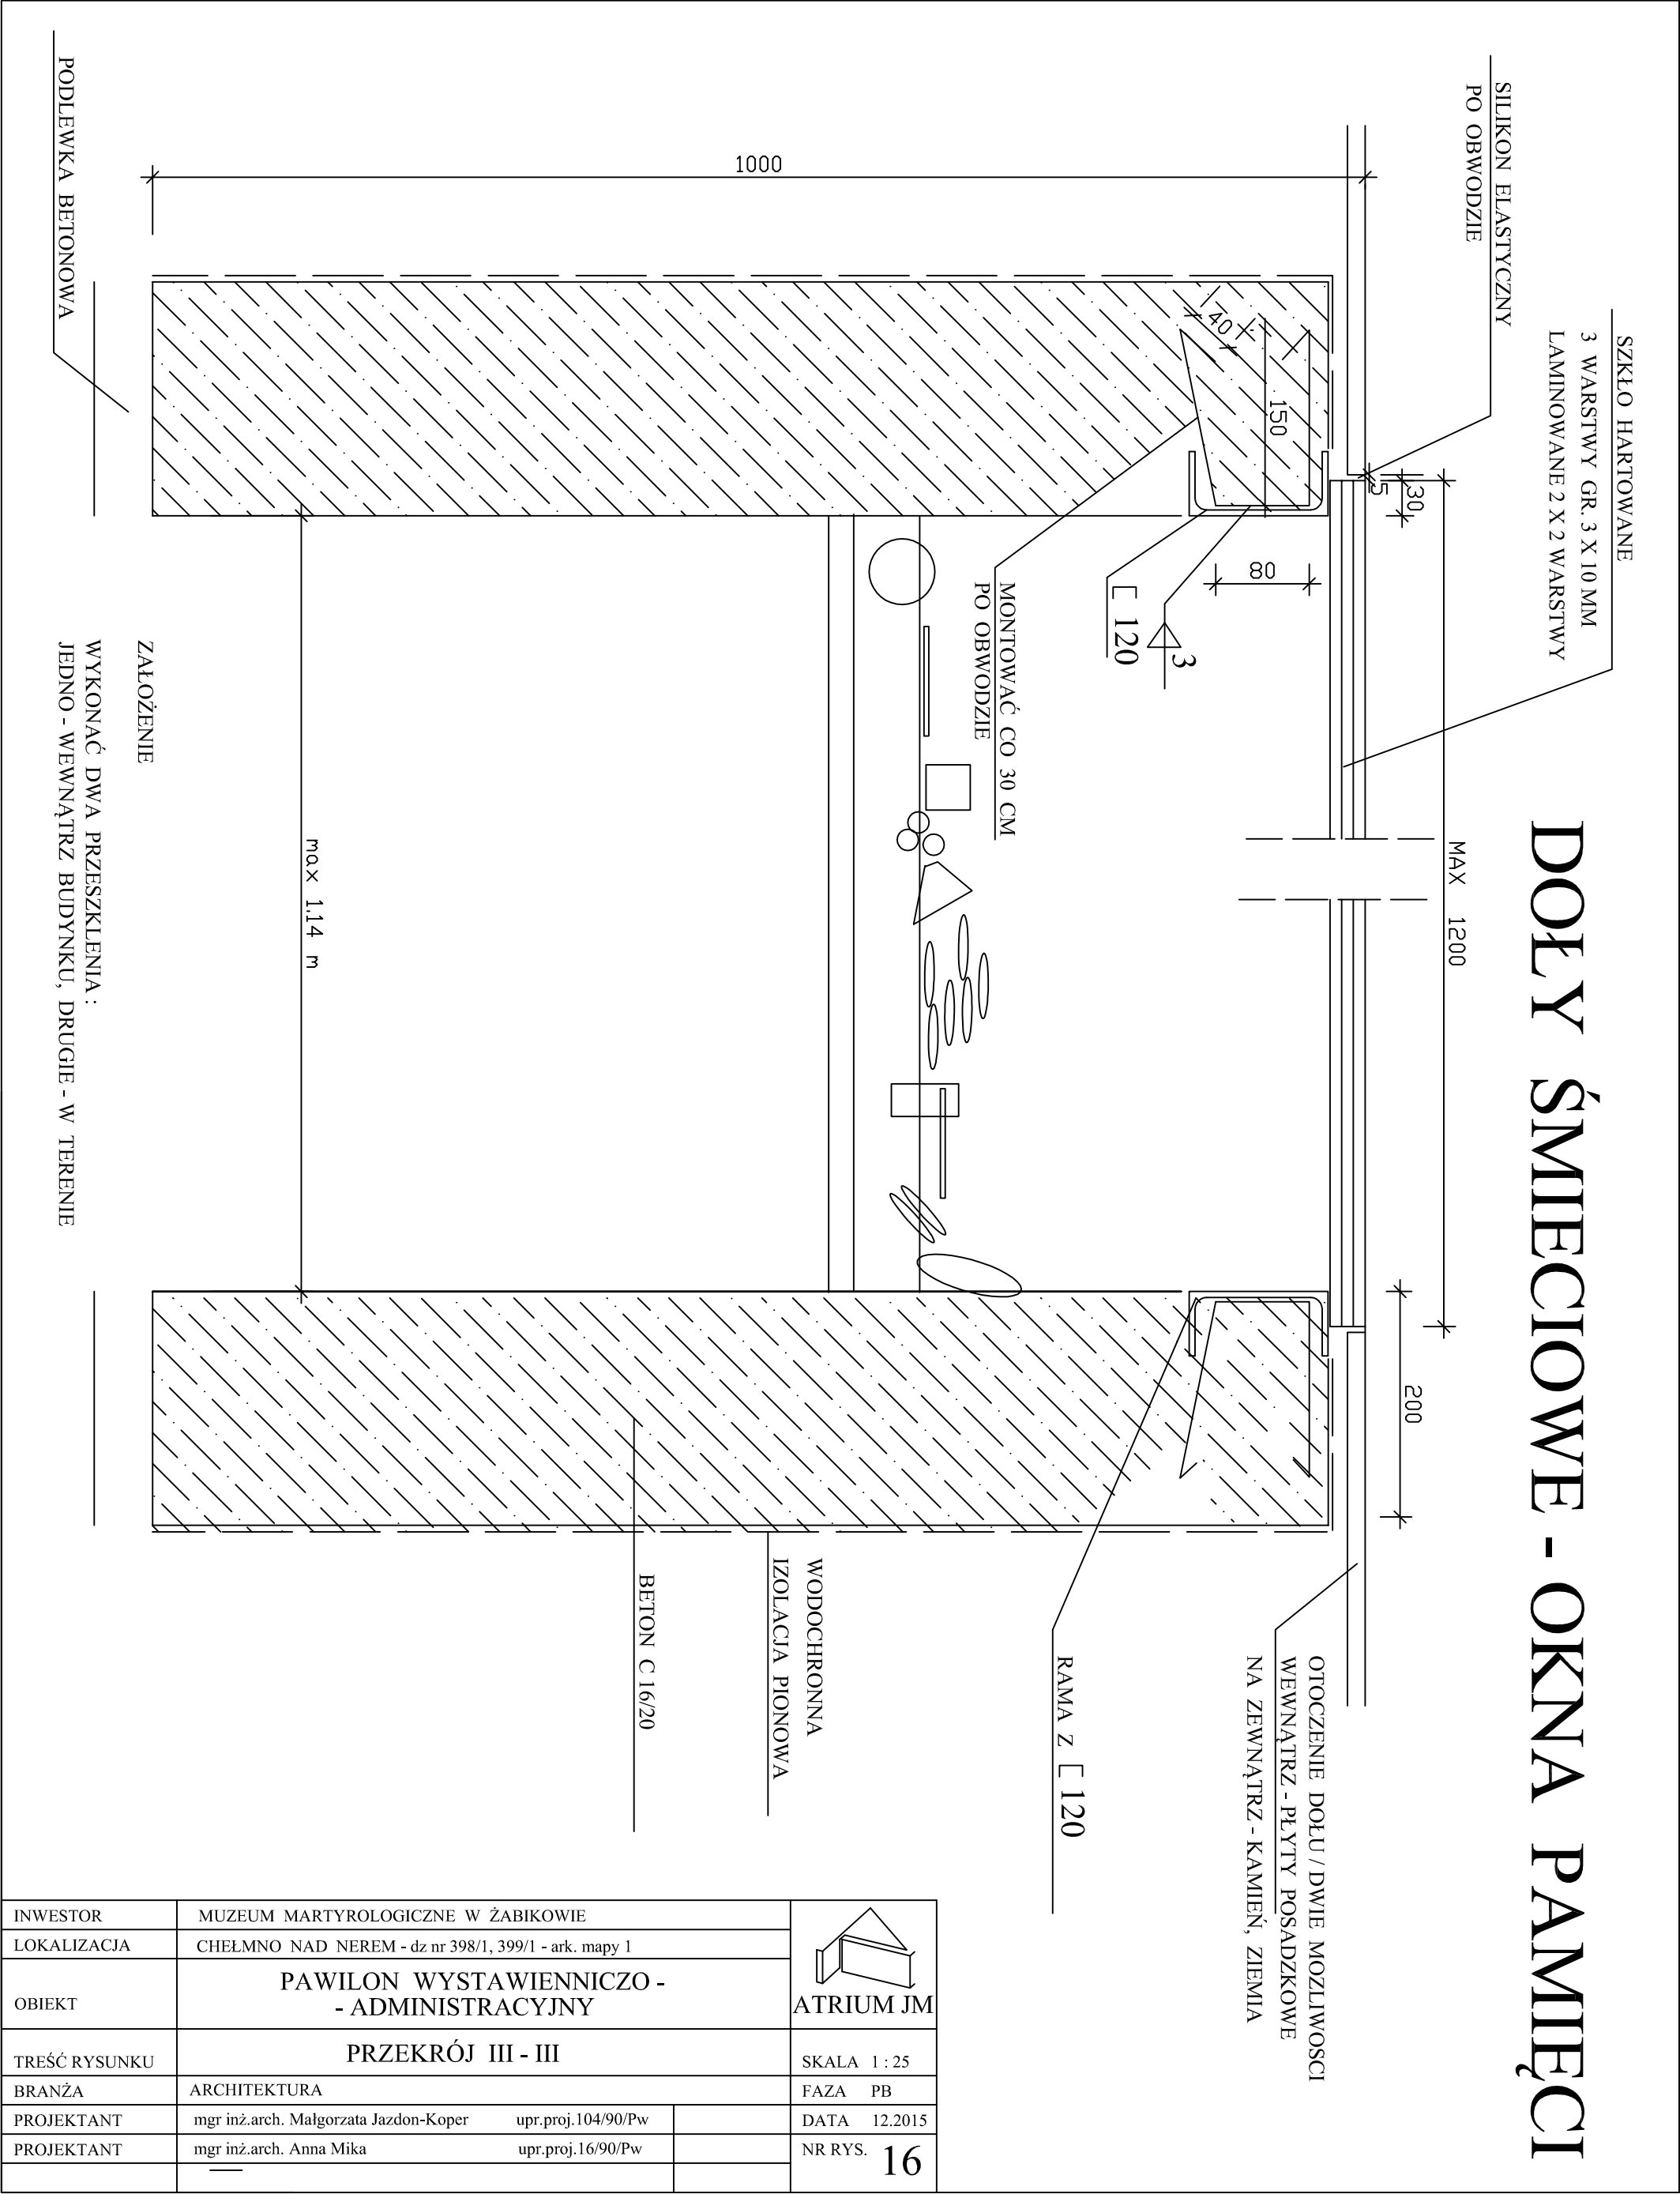 DOŁY ŚMIECIOWE - OKNA PAMIĘCI
SZKŁO HARTOWANE
3 WARSTWY GR. 3 X 10 MM
LAMINOWANE 2 X 2 WARSTWY
SILIKON ELASTYCZNY
PO OBWODZIE
MAX 1200
30
5
200
1000
40
150
80
3
[ 120
MONTOWAĆ CO 30 CM
PO OBWODZIE
OTOCZENIE DOŁU / DWIE MOZLIWOSCI
WEWNĄTRZ - PŁYTY POSADZKOWE
NA ZEWNĄTRZ - KAMIEŃ, ZIEMIA
RAMA Z [ 120
WODOCHRONNA
IZOLACJA PIONOWA
BETON C 16/20
max 1,14 m
PODLEWKA BETONOWA
ZAŁOŻENIE
WYKONAĆ DWA PRZESZKLENIA :
JEDNO - WEWNĄTRZ BUDYNKU, DRUGIE - W TERENIE
INWESTOR MUZEUM MARTYROLOGICZNE W ŻABIKOWIE
LOKALIZACJA CHEŁMNO NAD NEREM - dz nr 398/1, 399/1 - ark. mapy 1
OBIEKT PAWILON WYSTAWIENNICZO -
- ADMINISTRACYJNY
ATRIUM JM
TREŚĆ RYSUNKU PRZEKRÓJ III - III SKALA 1 : 25
BRANŻA ARCHITEKTURA FAZA PB
PROJEKTANT mgr inż.arch. Małgorzata Jazdon-Koper upr.proj.104/90/Pw DATA 12.2015
PROJEKTANT mgr inż.arch. Anna Mika upr.proj.16/90/Pw NR RYS. 16